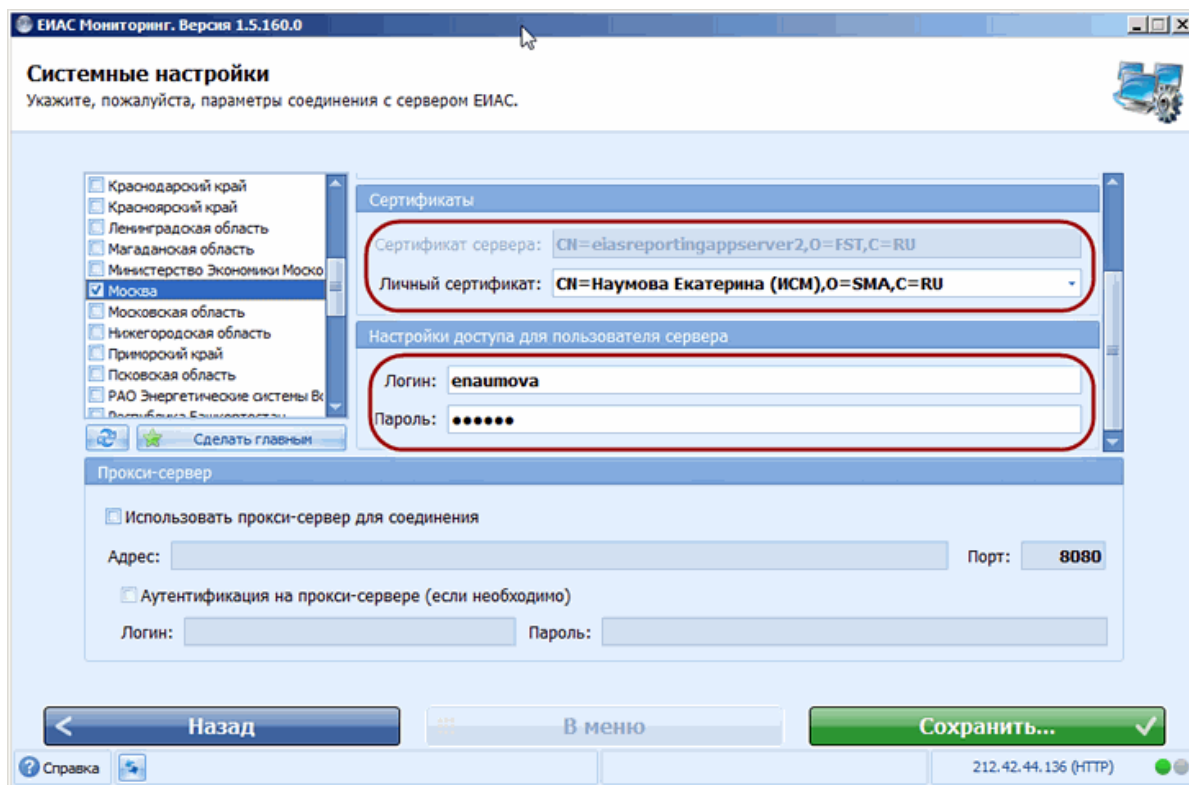 ЕИАС Мониторинг. Версия 1.5.160.0
Системные настройки
Укажите, пожалуйста, параметры соединения с сервером ЕИАС.
Краснодарский край
Красноярский край
Ленинградская область
Магаданская область
Министерство Экономики Моско
Москва
Московская область
Нижегородская область
Приморский край
Псковская область
РАО Энергетические системы Во
Республика Башкортостан
Сделать главным
Сертификаты
Сертификат сервера: CN=eiasreportingappserver2,O=FST,C=RU
Личный сертификат: CN=Наумова Екатерина (ИСМ),O=SMA,C=RU
Настройки доступа для пользователя сервера
Логин: enaumova
Пароль: ●●●●●●
Прокси-сервер
Использовать прокси-сервер для соединения
Адрес: Порт: 8080
Аутентификация на прокси-сервере (если необходимо)
Логин: Пароль:
Назад В меню Сохранить...
Справка 212.42.44.136 (HTTP)